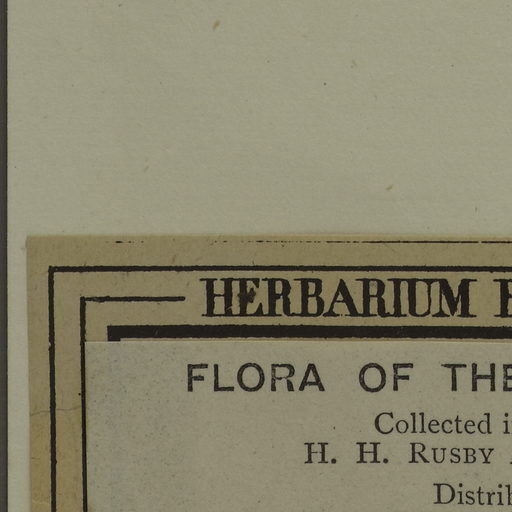 HERBARIUM
FLORA OF THE
Collected
H. H. RUSBY
Distrib